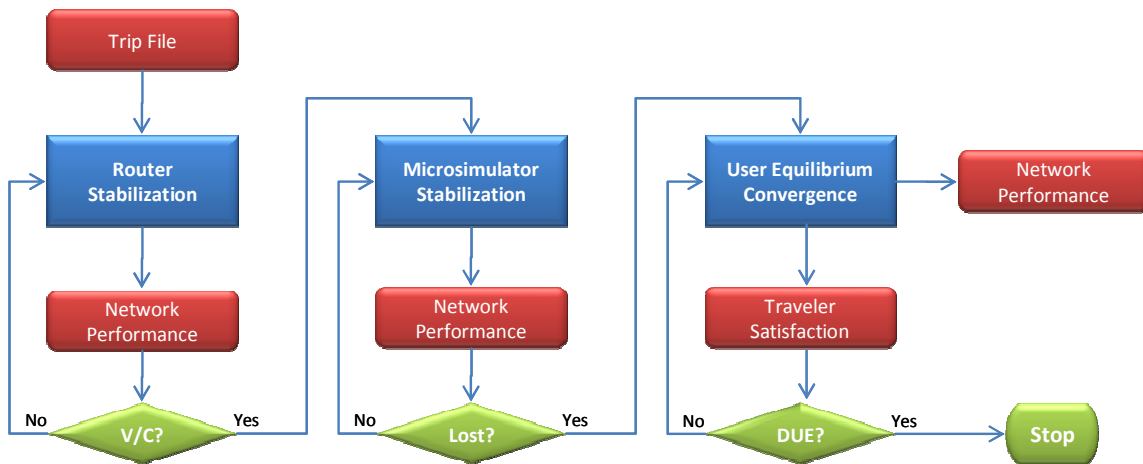 Trip File
Router
Stabilization
Network
Performance
No
V/C?
Yes
Microsimulator
Stabilization
Network
Performance
No
Lost?
Yes
User Equilibrium
Convergence
Network
Performance
Traveler
Satisfaction
No
DUE?
Yes
Stop